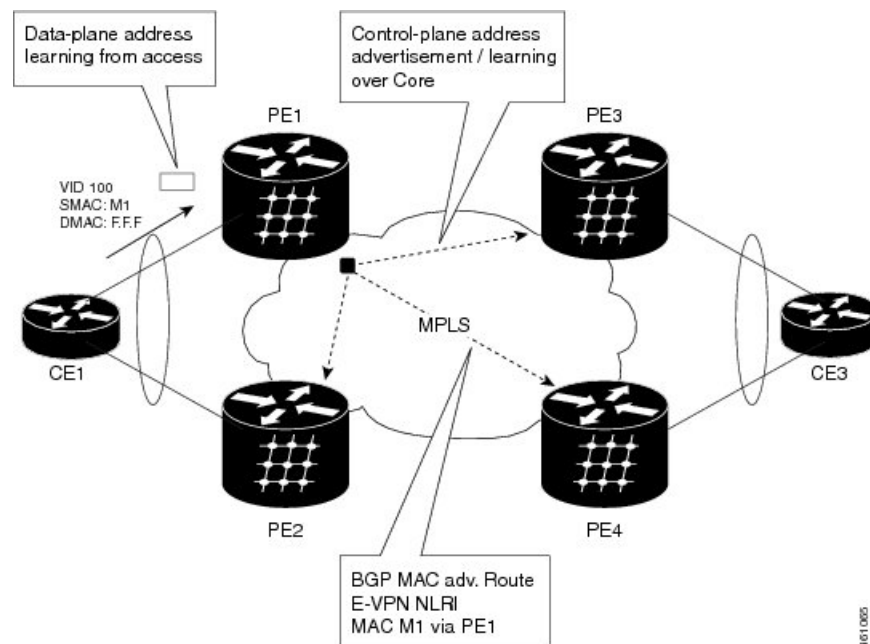 Data-plane address
learning from access
Control-plane address
advertisement / learning
over Core
PE1
PE3
VID 100
SMAC: M1
DMAC: F.F.F
MPLS
CE1
CE3
PE2
PE4
BGP MAC adv. Route
E-VPN NLRI
MAC M1 via PE1
361065